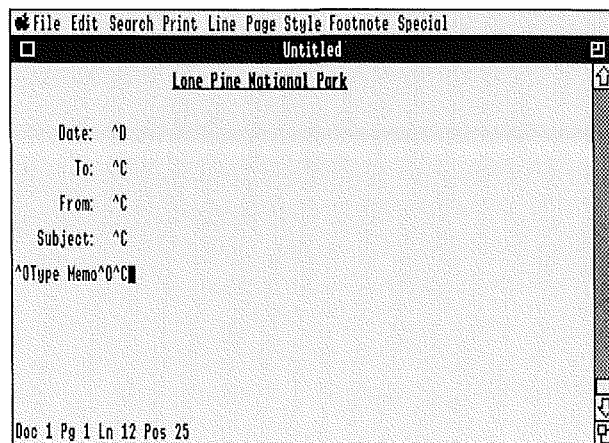 File Edit Search Print Line Page Style Footnote Special
Untitled
Lone Pine National Park
Date: ^D
To: ^C
From: ^C
Subject: ^C
^OType Memo^O^C
Doc 1 Pg 1 Ln 12 Pos 25